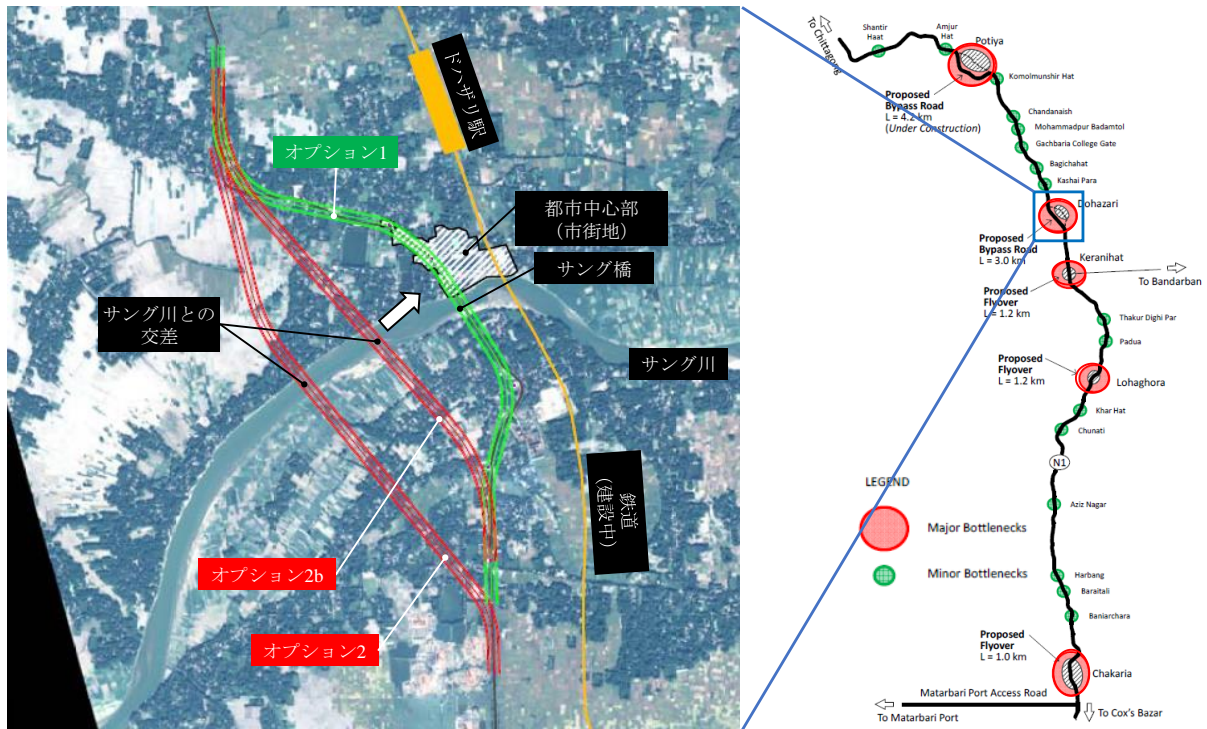 ドハザリ駅
オプション1
都市中心部
（市街地）
サング橋
サング川との
交差
サング川
鉄道
(建設中)
オプション2b
オプション2
To Chittagong
Shantir
Haat
Amjur
Hat
Potiya
Komolmunshir Hat
Proposed
Bypass Road
L = 4.2 km
(Under Construction)
Chandanaish
Mohammadpur Badamtol
Gachbaria College Gate
Bagichahat
Kashai Para
Dohazari
Proposed
Bypass Road
L = 3.0 km
Keranihat
To Bandarban
Proposed
Flyover
L = 1.2 km
Thakur Dighi Par
Padua
Proposed
Flyover
L = 1.2 km
Lohaghora
Khar Hat
Chunati
N1
LEGEND
Major Bottlenecks
Minor Bottlenecks
Aziz Nagar
Harbang
Baraitali
Baniarchara
Proposed
Flyover
L = 1.0 km
Chakaria
Matarbari Port Access Road
To Matarbari Port
To Cox's Bazar